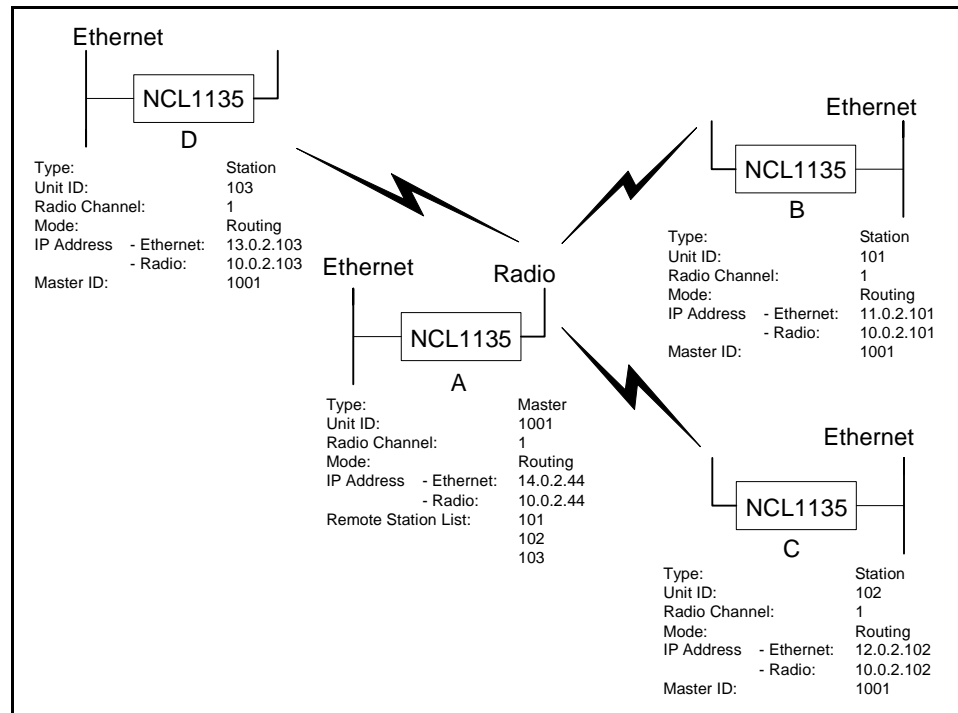 Ethernet
NCL1135
D
Type: Station
Unit ID: 103
Radio Channel: 1
Mode: Routing
IP Address - Ethernet: 13.0.2.103
- Radio: 10.0.2.103
Master ID: 1001
Ethernet
NCL1135
B
Type: Station
Unit ID: 101
Radio Channel: 1
Mode: Routing
IP Address - Ethernet: 11.0.2.101
- Radio: 10.0.2.101
Master ID: 1001
Ethernet
Radio
NCL1135
A
Type: Master
Unit ID: 1001
Radio Channel: 1
Mode: Routing
IP Address - Ethernet: 14.0.2.44
- Radio: 10.0.2.44
Remote Station List: 101
102
103
Ethernet
NCL1135
C
Type: Station
Unit ID: 102
Radio Channel: 1
Mode: Routing
IP Address - Ethernet: 12.0.2.102
- Radio: 10.0.2.102
Master ID: 1001